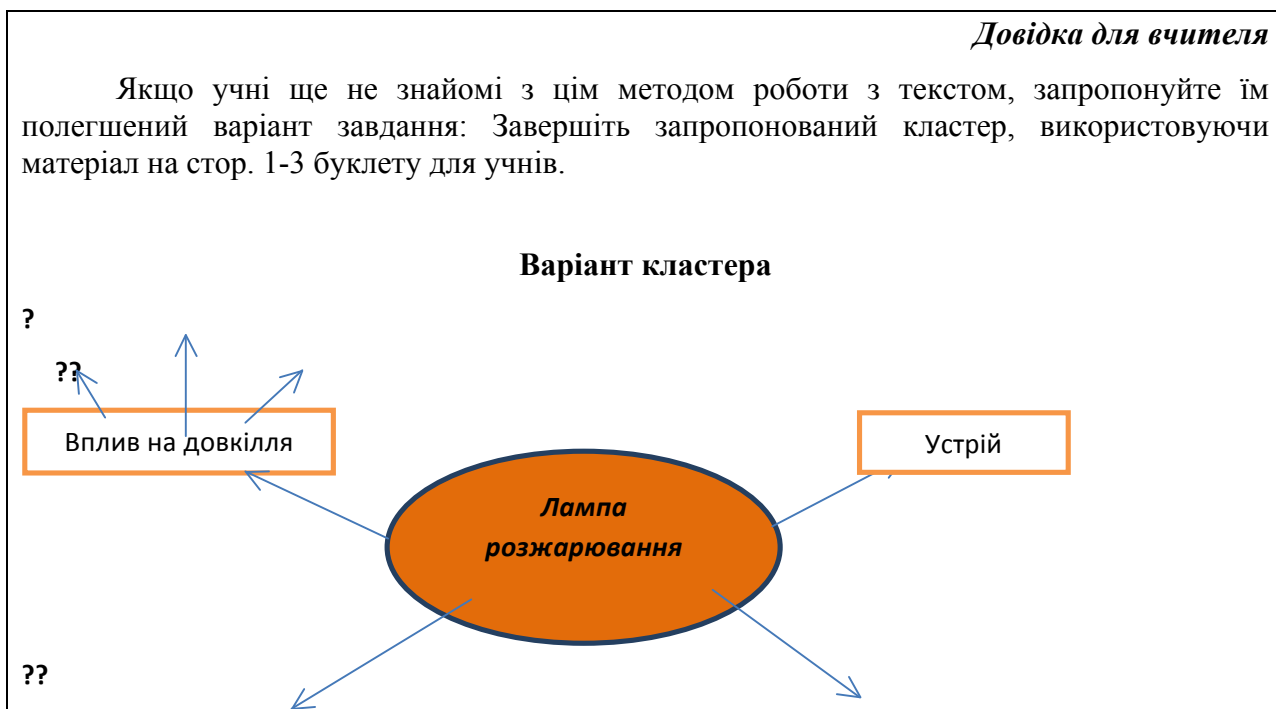 Довідка для вчителя
Якщо учні ще не знайомі з цім методом роботи з текстом, запропонуйте їм
полегшений варіант завдання: Завершіть запропонований кластер, використовуючи
матеріал на стор. 1-3 буклету для учнів.
Варіант кластера
?
??
Вплив на довкілля
Устрій
Лампа
розжарювання
??